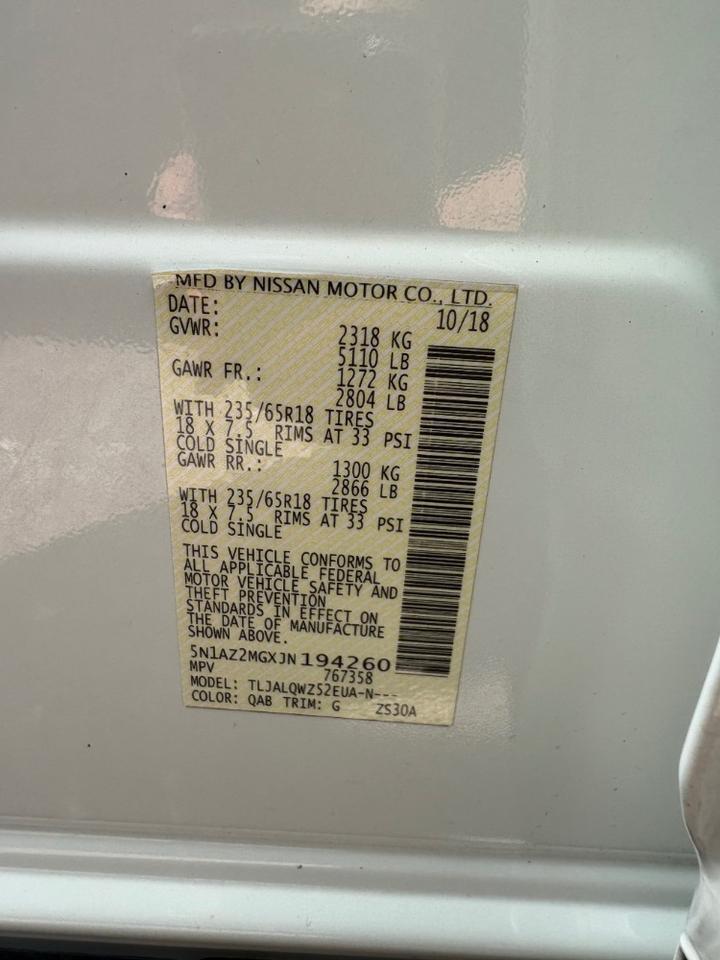 MFD BY NISSAN MOTOR CO., LTD.
DATE: 10/18
GVWR: 2318 KG
5110 LB
GAWR FR.: 1272 KG
2804 LB
WITH 235/65R18 TIRES
18 X 7.5 RIMS AT 33 PSI
COLD SINGLE
GAWR RR.: 1300 KG
2866 LB
WITH 235/65R18 TIRES
18 X 7.5 RIMS AT 33 PSI
COLD SINGLE
THIS VEHICLE CONFORMS TO
ALL APPLICABLE FEDERAL
MOTOR VEHICLE SAFETY AND
THEFT PREVENTION
STANDARDS IN EFFECT ON
THE DATE OF MANUFACTURE
SHOWN ABOVE.
5N1AZ2MGXJN194260
MPV 767358
MODEL: TLJALQWZ52EUA-N---
COLOR: QAB TRIM: G ZS30A